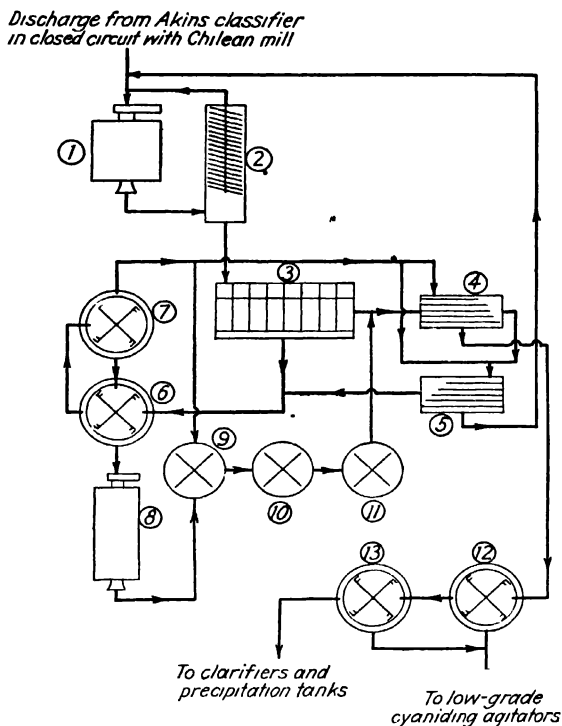 Discharge from Akins classifier
in closed circuit with Chilean mill
1
2
3
4
7
6
5
9
8
10
11
13
12
To clarifiers and
precipitation tanks
To low-grade
cyaniding agitators